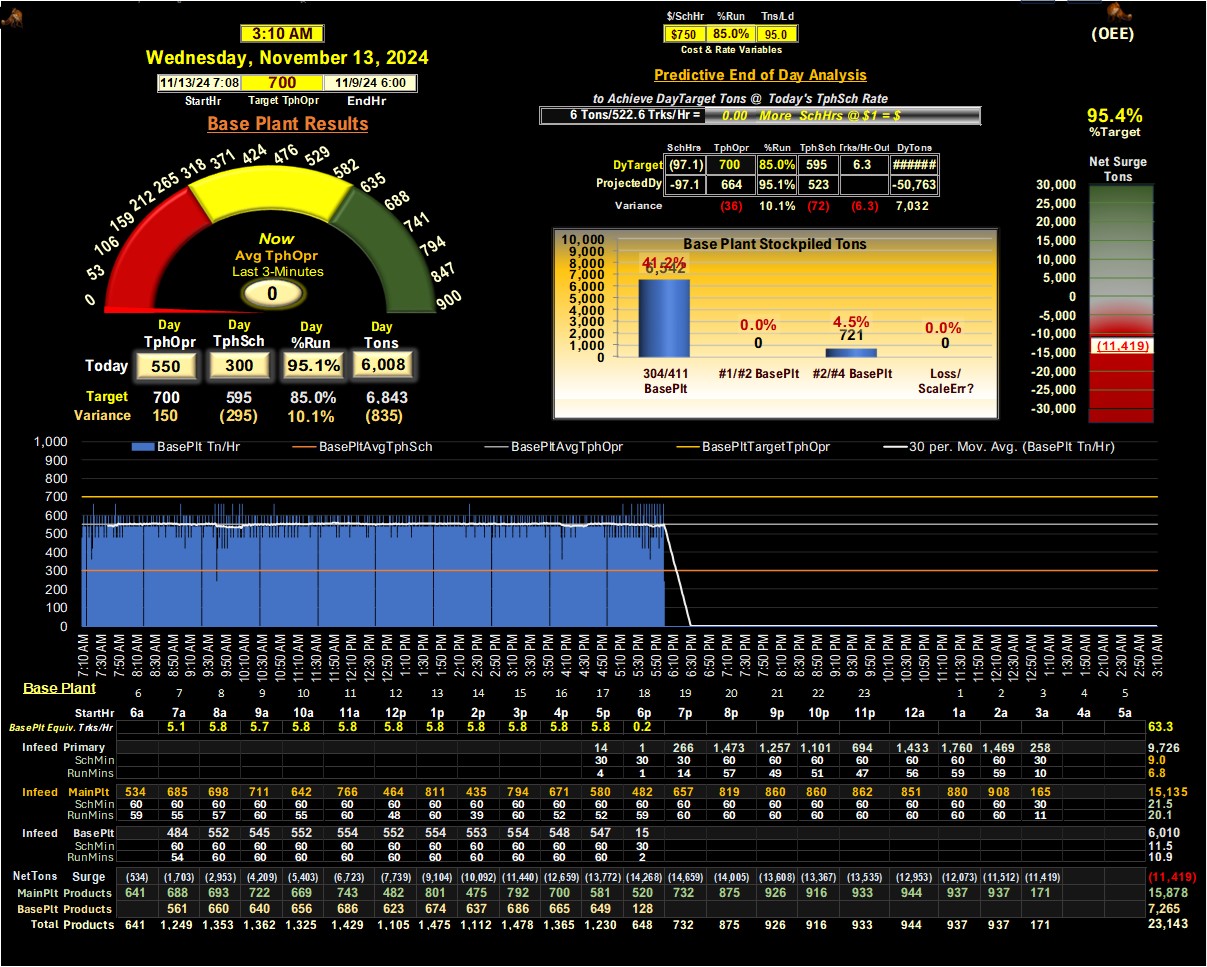 3:10 AM
Wednesday, November 13, 2024
11/13/24 7:08 700 11/9/24 6:00
StartHr Target TphOpr EndHr
Base Plant Results
$/SchHr %Run Tns/Ld
$750 85.0% 95.0
Cost & Rate Variables
(OEE)
Predictive End of Day Analysis
to Achieve DayTarget Tons @ Today's TphSch Rate
6 Tons/522.6 Trks/Hr = 0.00 More SchHrs @ $1 = $
SchHrs TphOpr %Run TphSch Trks/Hr-Out DyTons
DyTarget (97.1) 700 85.0% 595 6.3 ######
ProjectedDy -97.1 664 95.1% 523 -50,763
Variance (36) 10.1% (72) (6.3) 7,032
95.4%
%Target
Net Surge
Tons
30,000
25,000
20,000
15,000
10,000
5,000
0
-5,000
-10,000
(11,419)
-15,000
-20,000
-25,000
-30,000
0 53 106 159 212 265 318 371 424 476 529 582 635 688 741 794 847 900
Now
Avg TphOpr
Last 3-Minutes
0
Day Day Day Day
TphOpr TphSch %Run Tons
Today 550 300 95.1% 6,008
Target 700 595 85.0% 6,843
Variance 150 (295) 10.1% (835)
Base Plant Stockpiled Tons
10,000
9,000
8,000
7,000
6,000
5,000
4,000
3,000
2,000
1,000
0
41.2% 0.0% 4.5% 0.0%
6,542 0 721 0
304/411 #1/#2 BasePlt #2/#4 BasePlt Loss/
BasePlt ScaleErr?
BasePlt Tn/Hr BasePltAvgTphSch BasePltAvgTphOpr BasePltTargetTphOpr 30 per. Mov. Avg. (BasePlt Tn/Hr)
1,000
900
800
700
600
500
400
300
200
100
0
7:10 AM 7:30 AM 7:50 AM 8:10 AM 8:30 AM 8:50 AM 9:10 AM 9:30 AM 9:50 AM 10:10 AM 10:30 AM 10:50 AM 11:10 AM 11:30 AM 11:50 AM 12:10 PM 12:30 PM 12:50 PM 1:10 PM 1:30 PM 1:50 PM 2:10 PM 2:30 PM 2:50 PM 3:10 PM 3:30 PM 3:50 PM 4:10 PM 4:30 PM 4:50 PM 5:10 PM 5:30 PM 5:50 PM 6:10 PM 6:30 PM 6:50 PM 7:10 PM 7:30 PM 7:50 PM 8:10 PM 8:30 PM 8:50 PM 9:10 PM 9:30 PM 9:50 PM 10:10 PM 10:30 PM 10:50 PM 11:10 PM 11:30 PM 11:50 PM 12:10 AM 12:30 AM 12:50 AM 1:10 AM 1:30 AM 1:50 AM 2:10 AM 2:30 AM 2:50 AM 3:10 AM
Base Plant 6 7 8 9 10 11 12 13 14 15 16 17 18 19 20 21 22 23 1 2 3 4 5
StartHr 6a 7a 8a 9a 10a 11a 12p 1p 2p 3p 4p 5p 6p 7p 8p 9p 10p 11p 12a 1a 2a 3a 4a 5a
BasePlt Equiv. Trks/Hr 5.1 5.8 5.7 5.8 5.8 5.8 5.8 5.8 5.8 5.8 5.8 0.2 63.3
Infeed Primary 14 1 266 1,473 1,257 1,101 694 1,433 1,760 1,469 258 9,726
SchMin 30 30 30 60 60 60 60 60 60 60 30 9.0
RunMins 4 1 14 57 49 51 47 56 59 59 10 6.8
Infeed MainPlt 534 685 698 711 642 766 464 811 435 794 671 580 482 657 819 860 860 862 851 880 908 165 15,135
SchMin 60 60 60 60 60 60 60 60 60 60 60 60 60 60 60 60 60 60 60 60 60 30 21.5
RunMins 59 55 57 60 55 60 48 60 39 60 52 52 59 60 60 60 60 60 60 60 60 11 20.1
Infeed BasePlt 484 552 545 552 554 552 554 553 554 548 547 15 6,010
SchMin 60 60 60 60 60 60 60 60 60 60 60 30 11.5
RunMins 54 60 60 60 60 60 60 60 60 60 60 2 10.9
NetTons Surge (534) (1,703) (2,953) (4,209) (5,403) (6,723) (7,739) (9,104) (10,092) (11,440) (12,659) (13,772) (14,268) (14,659) (14,005) (13,608) (13,367) (13,535) (12,953) (12,073) (11,512) (11,419) (11,419)
MainPlt Products 641 688 693 722 669 743 482 801 475 792 700 581 520 732 875 926 916 933 944 937 937 171 15,878
BasePlt Products 561 660 640 656 686 623 674 637 686 665 649 128 7,265
Total Products 641 1,249 1,353 1,362 1,325 1,429 1,105 1,475 1,112 1,478 1,365 1,230 648 732 875 926 916 933 944 937 937 171 23,143